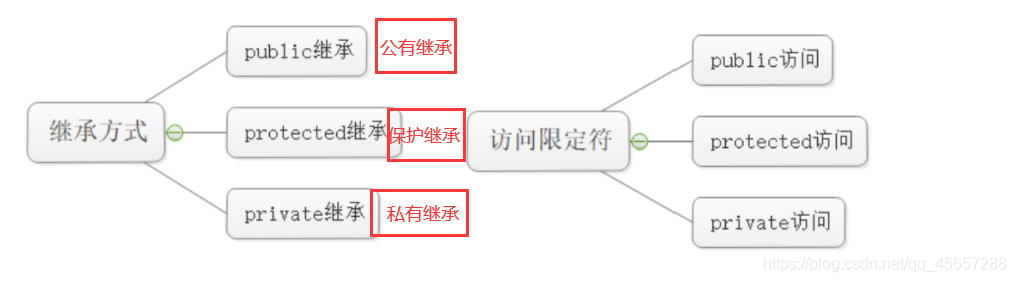 继承方式
public继承
公有继承
protected继承
保护继承
private继承
私有继承
访问限定符
public访问
protected访问
private访问
https://blog.csdn.net/qq_45657288